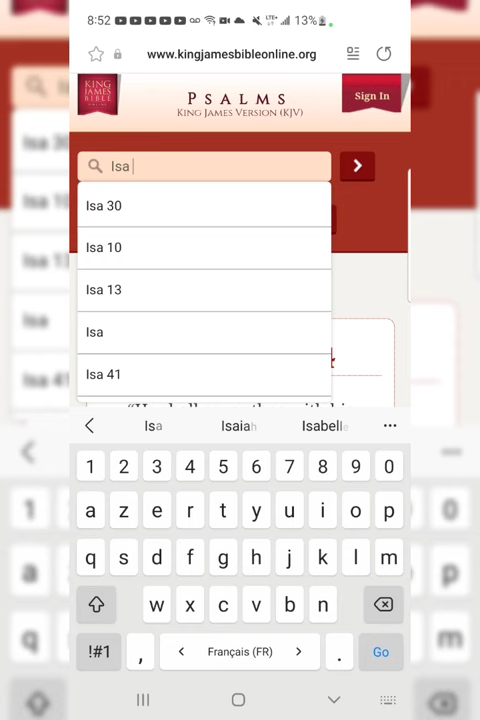 8:52 LTE+ 13%
www.kingjamesbibleonline.org
KING
JAMES
BIBLE
ONLINE
PSALMS
KING JAMES VERSION (KJV)
Sign In
Isa
Isa 30
Isa 10
Isa 13
Isa
Isa 41
Isa Isaiah Isabelle
1 2 3 4 5 6 7 8 9 0
a z e r t y u i o p
q s d f g h j k l m
w x c v b n
!#1 , Français (FR) . Go